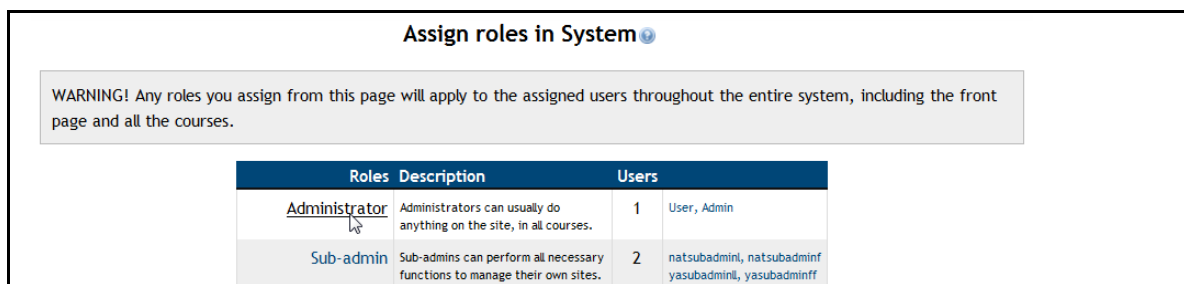 Assign roles in System
WARNING! Any roles you assign from this page will apply to the assigned users throughout the entire system, including the front
page and all the courses.
Roles Description Users
Administrator Administrators can usually do 1 User, Admin
anything on the site, in all courses.
Sub-admin Sub-admins can perform all necessary 2 natsubadminl, natsubadminf
functions to manage their own sites. yasubadminll, yasubadminff